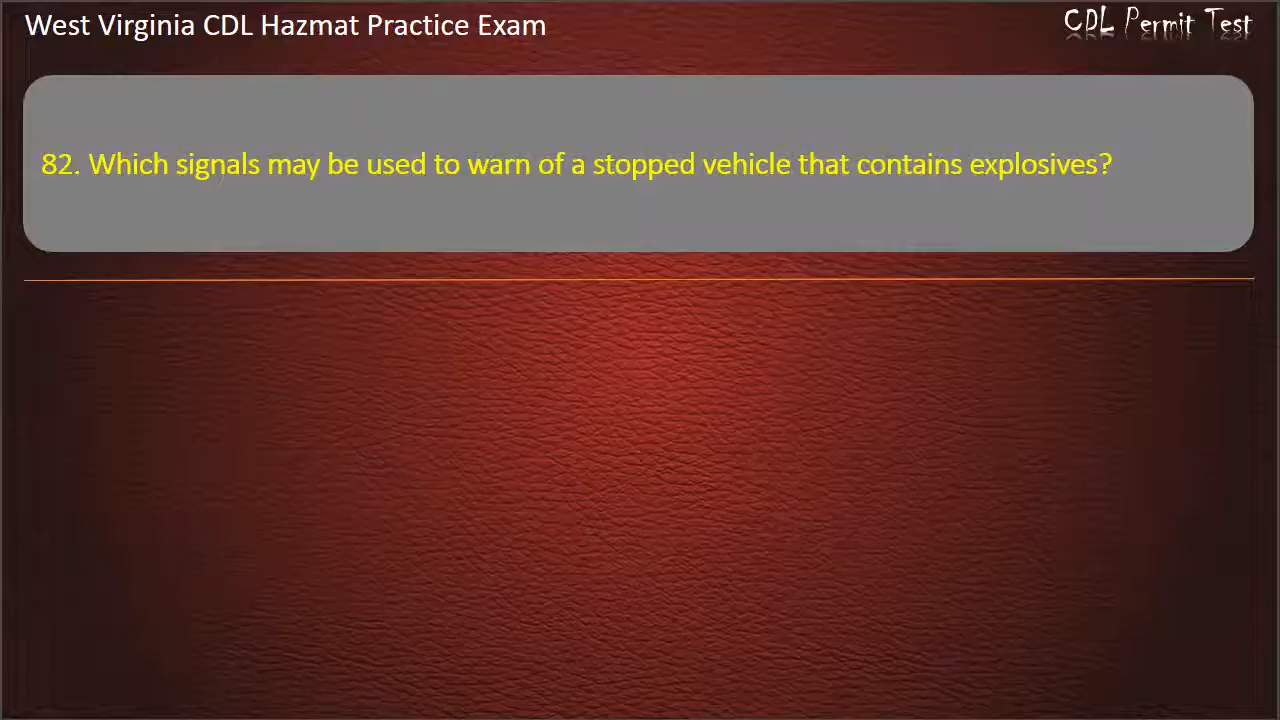 West Virginia CDL Hazmat Practice Exam
CDL Permit Test
82. Which signals may be used to warn of a stopped vehicle that contains explosives?